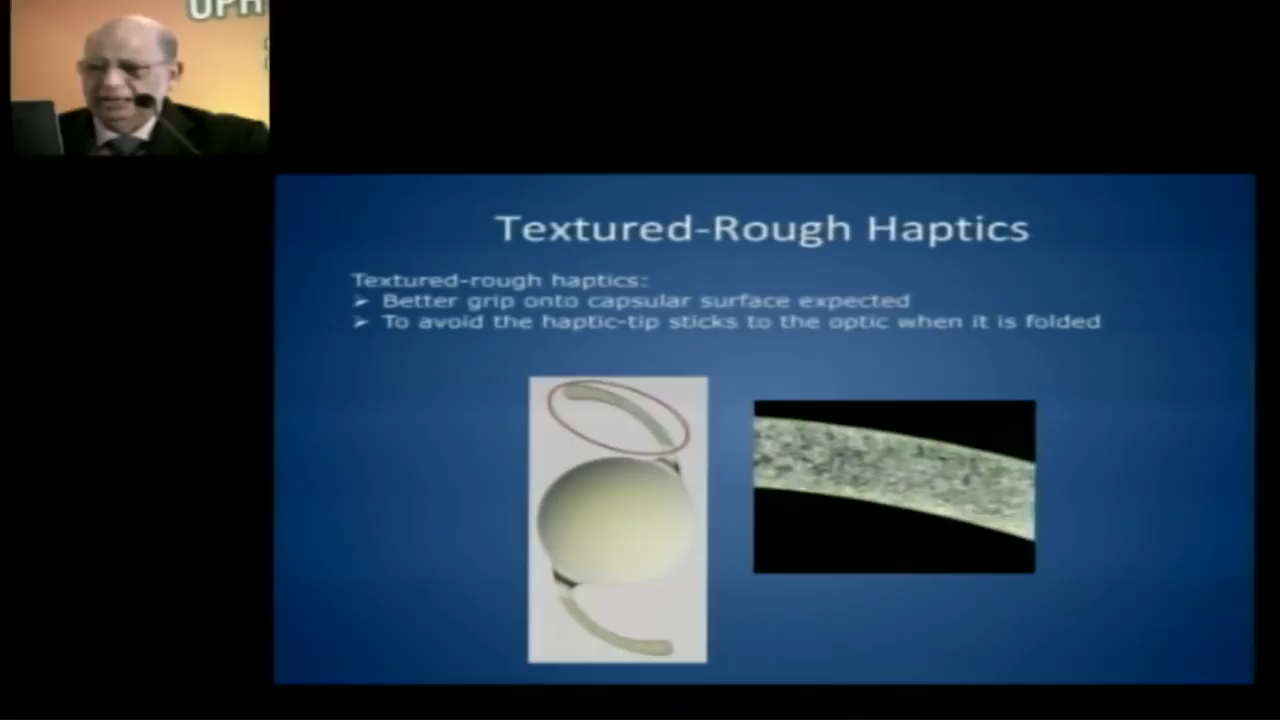 UPH
Textured-Rough Haptics
Textured-rough haptics:
➢ Better grip onto capsular surface expected
➢ To avoid the haptic-tip sticks to the optic when it is folded